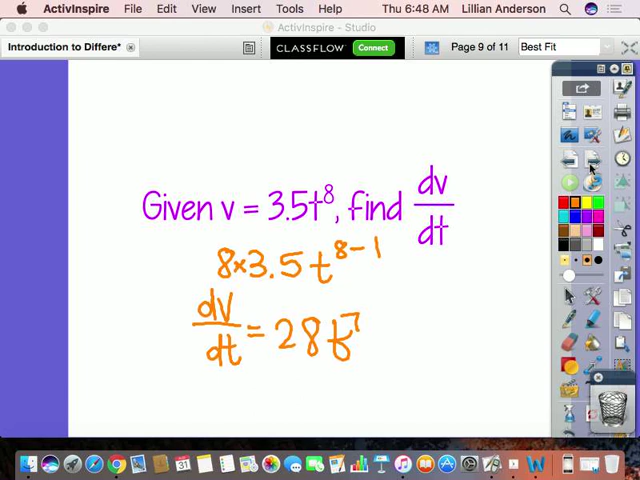 ActivInspire File Edit View Insert Tools Help Thu 6:48 AM Lillian Anderson
ActivInspire - Studio
Introduction to Differe* CLASSFLOW Connect Page 9 of 11 Best Fit
Given v = 3.5t⁸, find dv/dt
8×3.5 t⁸⁻¹
dv/dt = 28t⁷